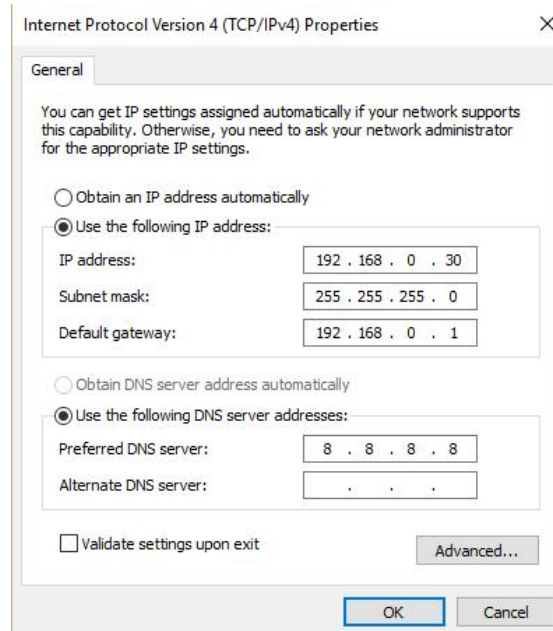 Internet Protocol Version 4 (TCP/IPv4) Properties
General
You can get IP settings assigned automatically if your network supports
this capability. Otherwise, you need to ask your network administrator
for the appropriate IP settings.
Obtain an IP address automatically
Use the following IP address:
IP address: 192 . 168 . 0 . 30
Subnet mask: 255 . 255 . 255 . 0
Default gateway: 192 . 168 . 0 . 1
Obtain DNS server address automatically
Use the following DNS server addresses:
Preferred DNS server: 8 . 8 . 8 . 8
Alternate DNS server: . . .
Validate settings upon exit
Advanced...
OK Cancel